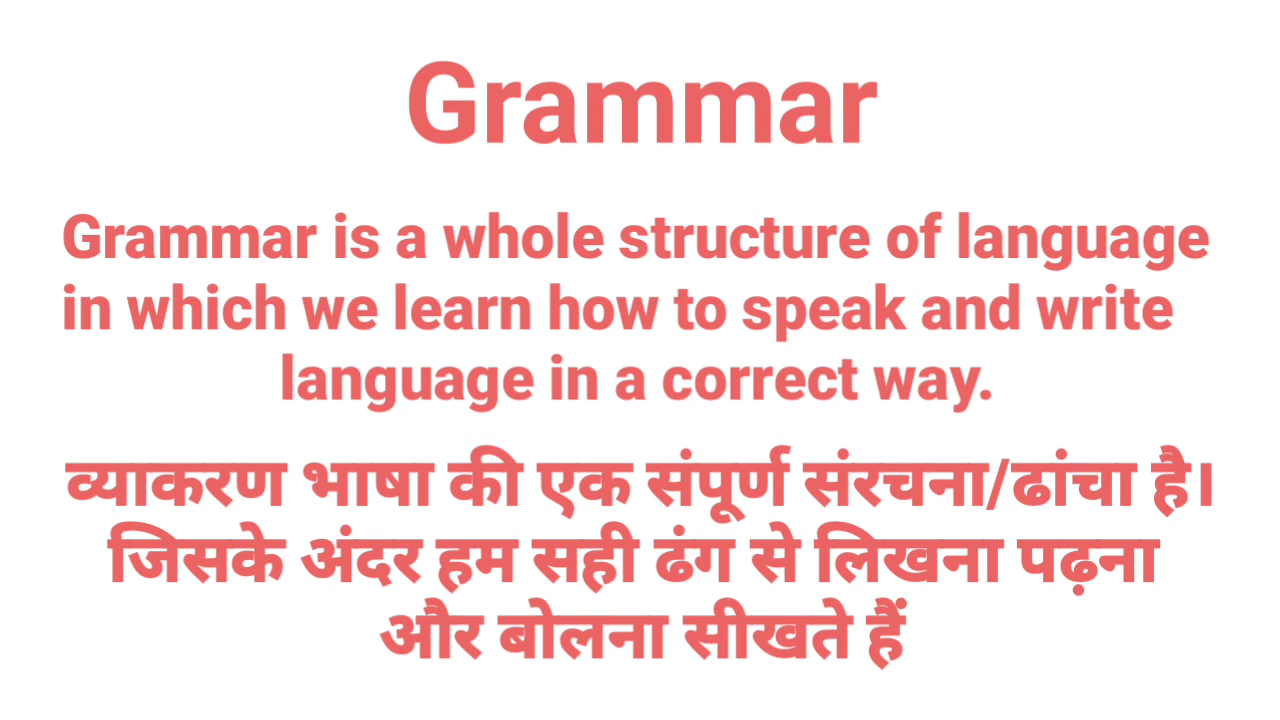 Grammar
Grammar is a whole structure of language
in which we learn how to speak and write
language in a correct way.
व्याकरण भाषा की एक संपूर्ण संरचना/ढांचा है।
जिसके अंदर हम सही ढंग से लिखना पढ़ना
और बोलना सीखते हैं